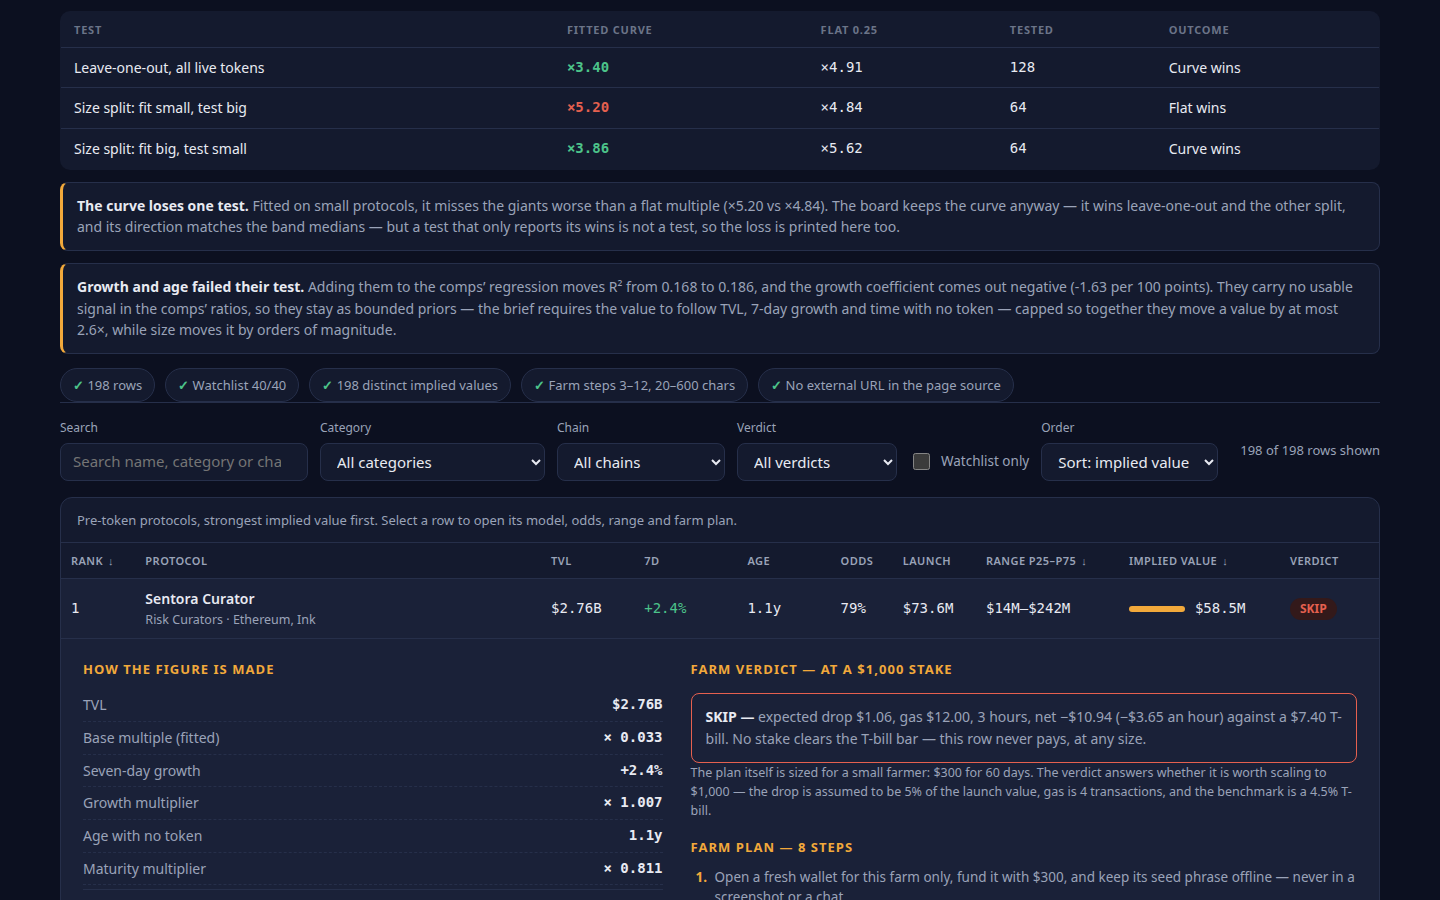 TEST FITTED CURVE FLAT 0.25 TESTED OUTCOME
Leave-one-out, all live tokens ×3.40 ×4.91 128 Curve wins
Size split: fit small, test big ×5.20 ×4.84 64 Flat wins
Size split: fit big, test small ×3.86 ×5.62 64 Curve wins
The curve loses one test. Fitted on small protocols, it misses the giants worse than a flat multiple (×5.20 vs ×4.84). The board keeps the curve anyway — it wins leave-one-out and the other split,
and its direction matches the band medians — but a test that only reports its wins is not a test, so the loss is printed here too.
Growth and age failed their test. Adding them to the comps’ regression moves R² from 0.168 to 0.186, and the growth coefficient comes out negative (-1.63 per 100 points). They carry no usable
signal in the comps’ ratios, so they stay as bounded priors — the brief requires the value to follow TVL, 7-day growth and time with no token — capped so together they move a value by at most
2.6×, while size moves it by orders of magnitude.
✓ 198 rows ✓ Watchlist 40/40 ✓ 198 distinct implied values ✓ Farm steps 3–12, 20–600 chars ✓ No external URL in the page source
Search Category Chain Verdict Order
Search name, category or cha All categories All chains All verdicts Watchlist only Sort: implied value 198 of 198 rows shown
Pre-token protocols, strongest implied value first. Select a row to open its model, odds, range and farm plan.
RANK ↓ PROTOCOL TVL 7D AGE ODDS LAUNCH RANGE P25–P75 ↓ IMPLIED VALUE ↓ VERDICT
1 Sentora Curator $2.76B +2.4% 1.1y 79% $73.6M $14M–$242M $58.5M SKIP
Risk Curators · Ethereum, Ink
HOW THE FIGURE IS MADE
TVL $2.76B
Base multiple (fitted) × 0.033
Seven-day growth +2.4%
Growth multiplier × 1.007
Age with no token 1.1y
Maturity multiplier × 0.811
FARM VERDICT — AT A $1,000 STAKE
SKIP — expected drop $1.06, gas $12.00, 3 hours, net −$10.94 (−$3.65 an hour) against a $7.40 T-
bill. No stake clears the T-bill bar — this row never pays, at any size.
The plan itself is sized for a small farmer: $300 for 60 days. The verdict answers whether it is worth scaling to
$1,000 — the drop is assumed to be 5% of the launch value, gas is 4 transactions, and the benchmark is a 4.5% T-
bill.
FARM PLAN — 8 STEPS
1. Open a fresh wallet for this farm only, fund it with $300, and keep its seed phrase offline — never in a
screenshot or a chat